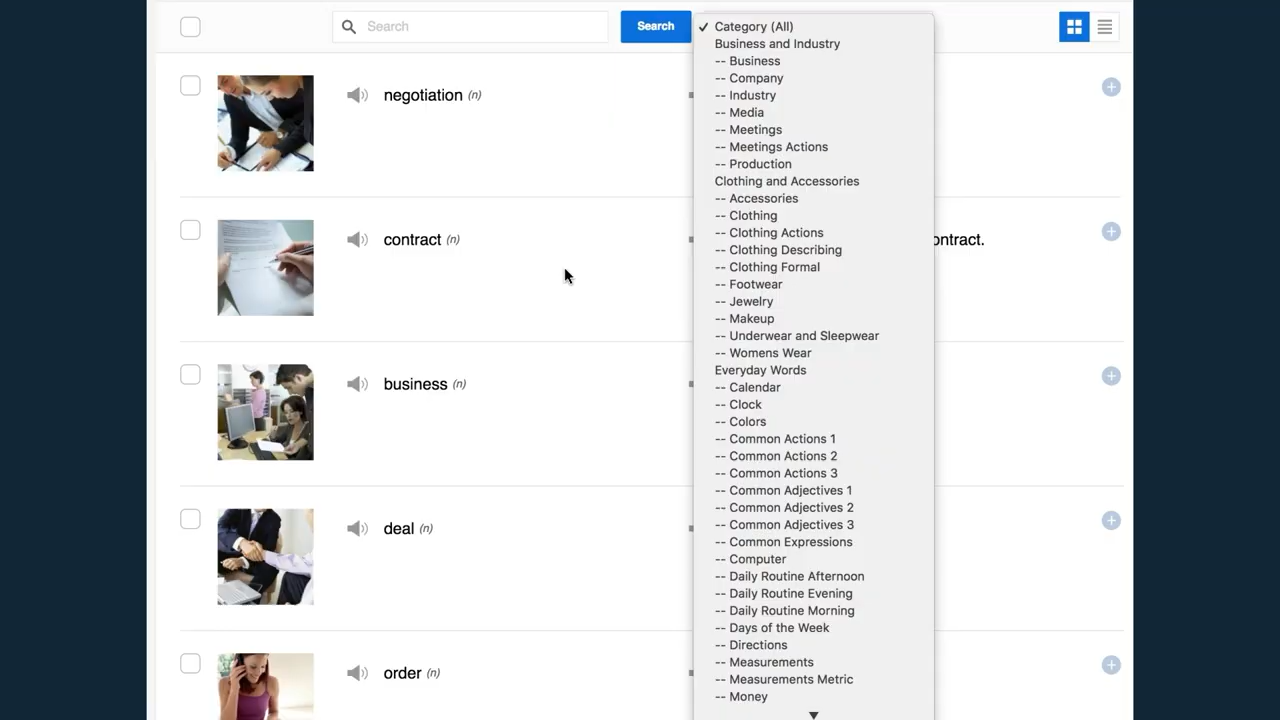 Search
Search
✓ Category (All)
Business and Industry
-- Business
-- Company
-- Industry
-- Media
-- Meetings
-- Meetings Actions
-- Production
Clothing and Accessories
-- Accessories
-- Clothing
-- Clothing Actions
-- Clothing Describing
-- Clothing Formal
-- Footwear
-- Jewelry
-- Makeup
-- Underwear and Sleepwear
-- Womens Wear
Everyday Words
-- Calendar
-- Clock
-- Colors
-- Common Actions 1
-- Common Actions 2
-- Common Actions 3
-- Common Adjectives 1
-- Common Adjectives 2
-- Common Adjectives 3
-- Common Expressions
-- Computer
-- Daily Routine Afternoon
-- Daily Routine Evening
-- Daily Routine Morning
-- Days of the Week
-- Directions
-- Measurements
-- Measurements Metric
-- Money
negotiation (n)
contract (n)
ontract.
business (n)
deal (n)
order (n)